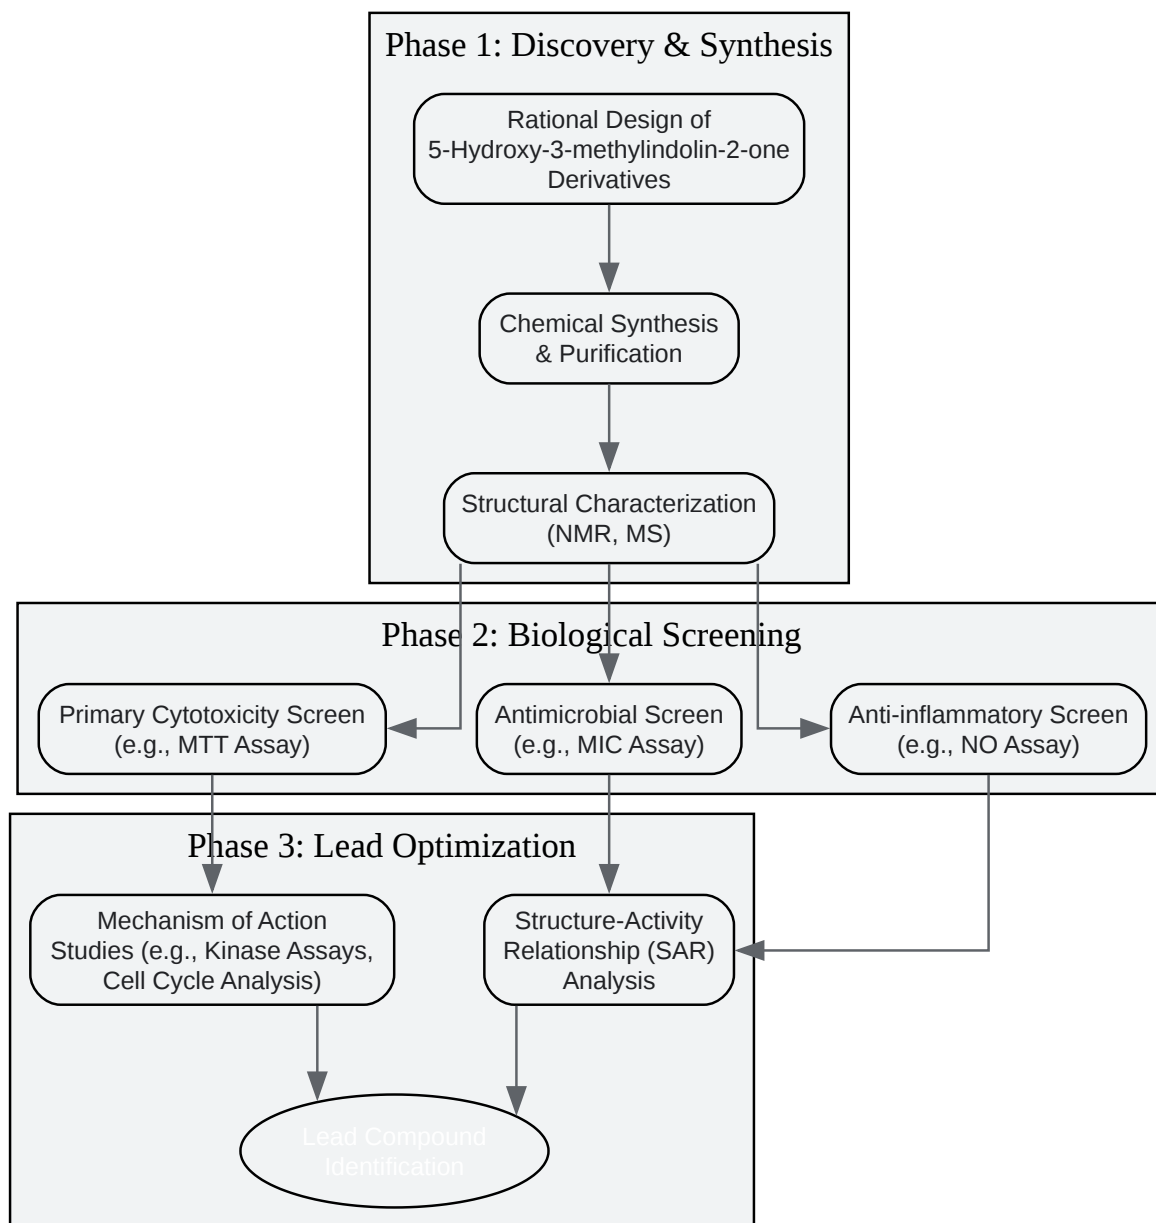 Phase 1: Discovery & Synthesis
Rational Design of
5-Hydroxy-3-methylindolin-2-one
Derivatives
Chemical Synthesis
& Purification
Structural Characterization
(NMR, MS)
Phase 2: Biological Screening
Primary Cytotoxicity Screen
(e.g., MTT Assay)
Antimicrobial Screen
(e.g., MIC Assay)
Anti-inflammatory Screen
(e.g., NO Assay)
Phase 3: Lead Optimization
Mechanism of Action
Studies (e.g., Kinase Assays,
Cell Cycle Analysis)
Structure-Activity
Relationship (SAR)
Analysis
Lead Compound
Identification